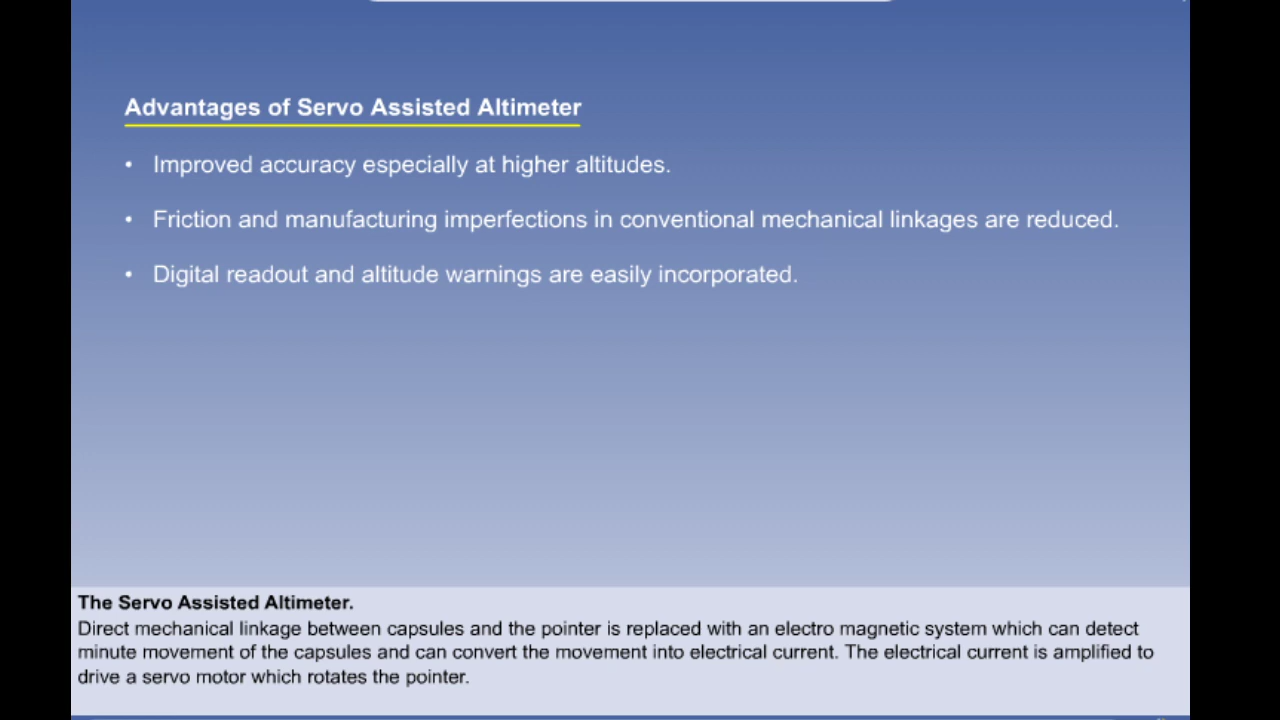 Advantages of Servo Assisted Altimeter
• Improved accuracy especially at higher altitudes.
• Friction and manufacturing imperfections in conventional mechanical linkages are reduced.
• Digital readout and altitude warnings are easily incorporated.
The Servo Assisted Altimeter.
Direct mechanical linkage between capsules and the pointer is replaced with an electro magnetic system which can detect
minute movement of the capsules and can convert the movement into electrical current. The electrical current is amplified to
drive a servo motor which rotates the pointer.